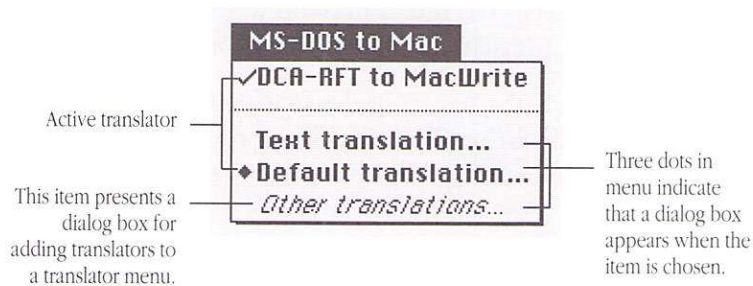 MS-DOS to Mac
✓DCA-RFT to MacWrite
Text translation...
◆Default translation...
Other translations...
Active translator
This item presents a
dialog box for
adding translators to
a translator menu.
Three dots in
menu indicate
that a dialog box
appears when the
item is chosen.